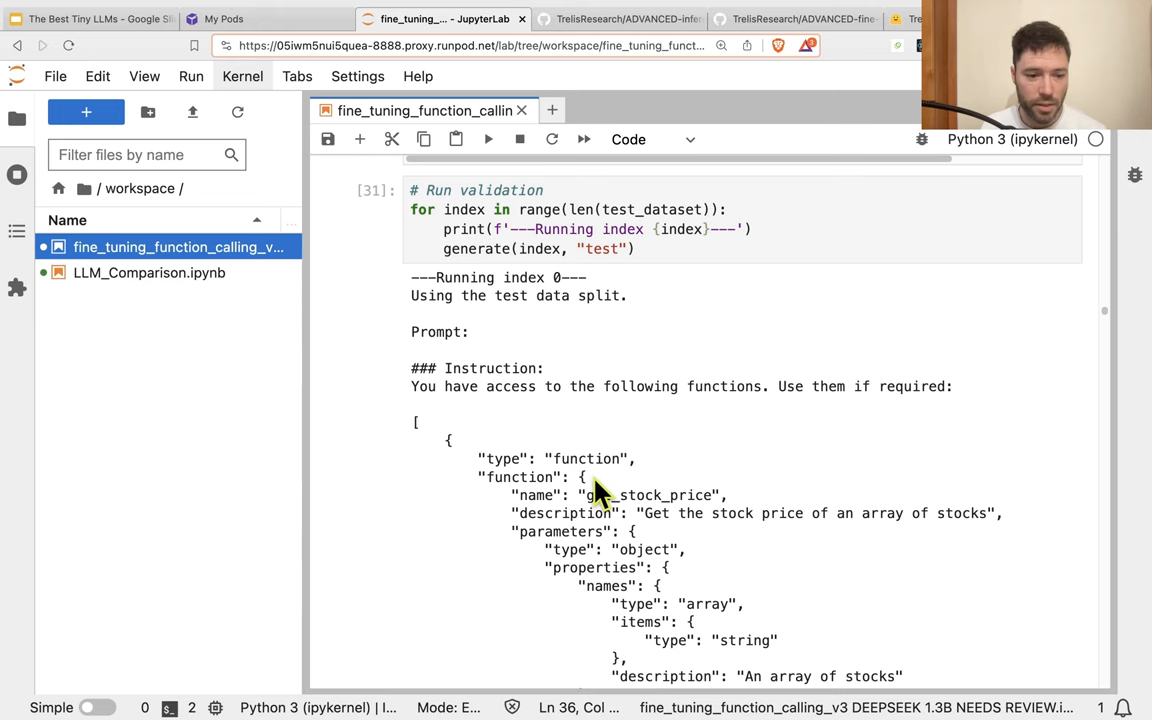 The Best Tiny LLMs - Google Sli
My Pods
fine_tuning_... - JupyterLab
TrelisResearch/ADVANCED-infer
TrelisResearch/ADVANCED-fine-
https://05iwm5nui5quea-8888.proxy.runpod.net/lab/tree/workspace/fine_tuning_funct...
3
File Edit View Run Kernel Tabs Settings Help
fine_tuning_function_callin
Code
Python 3 (ipykernel)
Filter files by name
/ workspace /
Name
fine_tuning_function_calling_v...
LLM_Comparison.ipynb
[31]:
# Run validation
for index in range(len(test_dataset)):
print(f'---Running index {index}---')
generate(index, "test")
---Running index 0---
Using the test data split.
Prompt:
### Instruction:
You have access to the following functions. Use them if required:
[
{
"type": "function",
"function": {
"name": "get_stock_price",
"description": "Get the stock price of an array of stocks",
"parameters": {
"type": "object",
"properties": {
"names": {
"type": "array",
"items": {
"type": "string"
},
"description": "An array of stocks"
Simple 0 2 Python 3 (ipykernel) | I... Mode: E... Ln 36, Col ... fine_tuning_function_calling_v3 DEEPSEEK 1.3B NEEDS REVIEW.i... 1